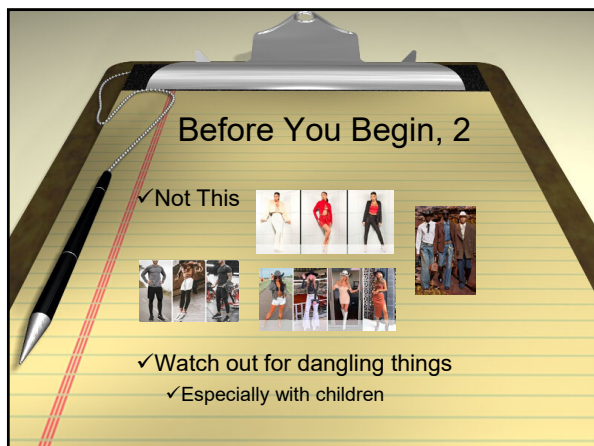 Before You Begin, 2
✓Not This
✓Watch out for dangling things
✓Especially with children